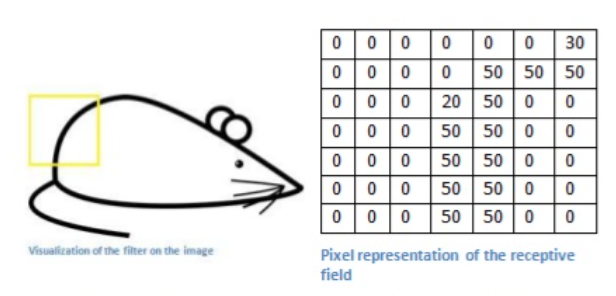 0 0 0 0 0 0 30
0 0 0 0 50 50 50
0 0 0 20 50 0 0
0 0 0 50 50 0 0
0 0 0 50 50 0 0
0 0 0 50 50 0 0
0 0 0 50 50 0 0
Visualization of the filter on the image
Pixel representation of the receptive
field